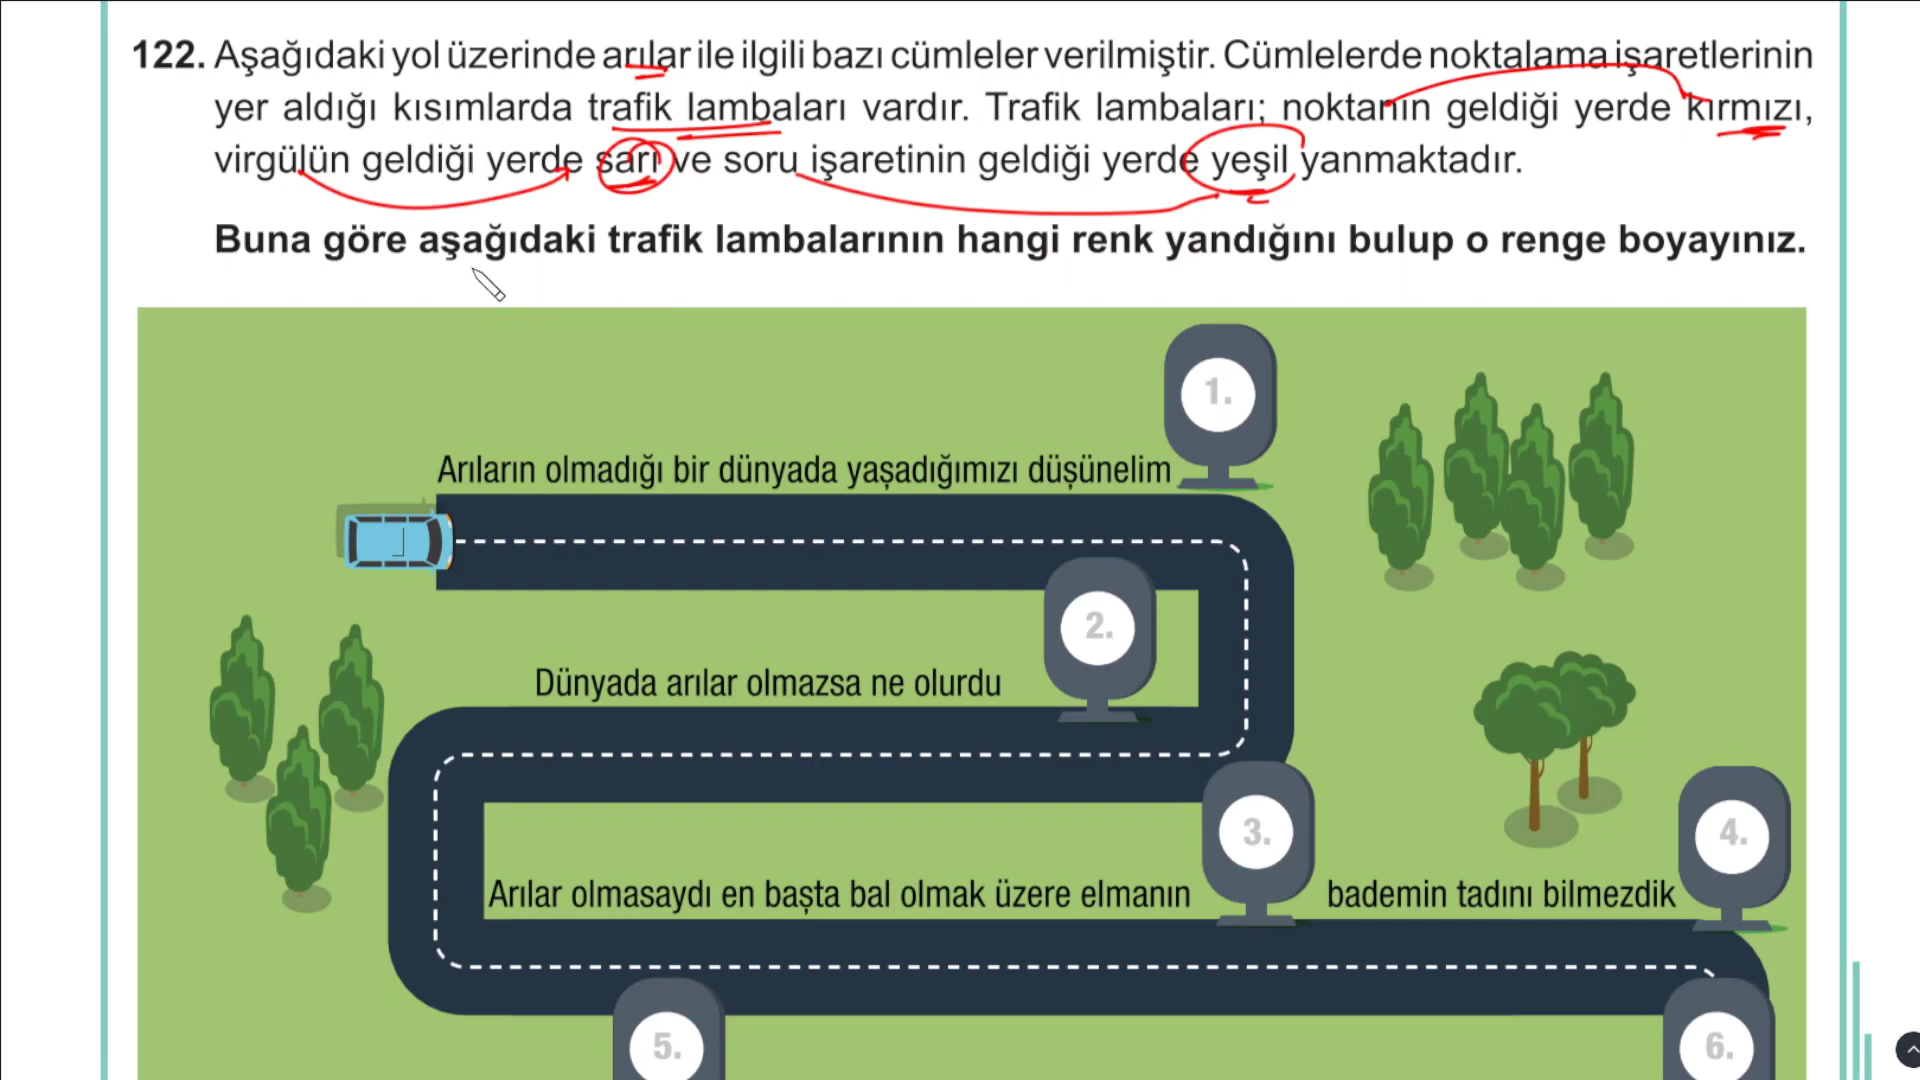 122. Aşağıdaki yol üzerinde arılar ile ilgili bazı cümleler verilmiştir. Cümlelerde noktalama işaretlerinin
yer aldığı kısımlarda trafik lambaları vardır. Trafik lambaları; noktanın geldiği yerde kırmızı,
virgülün geldiği yerde sarı ve soru işaretinin geldiği yerde yeşil yanmaktadır.
Buna göre aşağıdaki trafik lambalarının hangi renk yandığını bulup o renge boyayınız.
1.
Arıların olmadığı bir dünyada yaşadığımızı düşünelim
2.
Dünyada arılar olmazsa ne olurdu
3.
4.
Arılar olmasaydı en başta bal olmak üzere elmanın bademin tadını bilmezdik
5.
6.